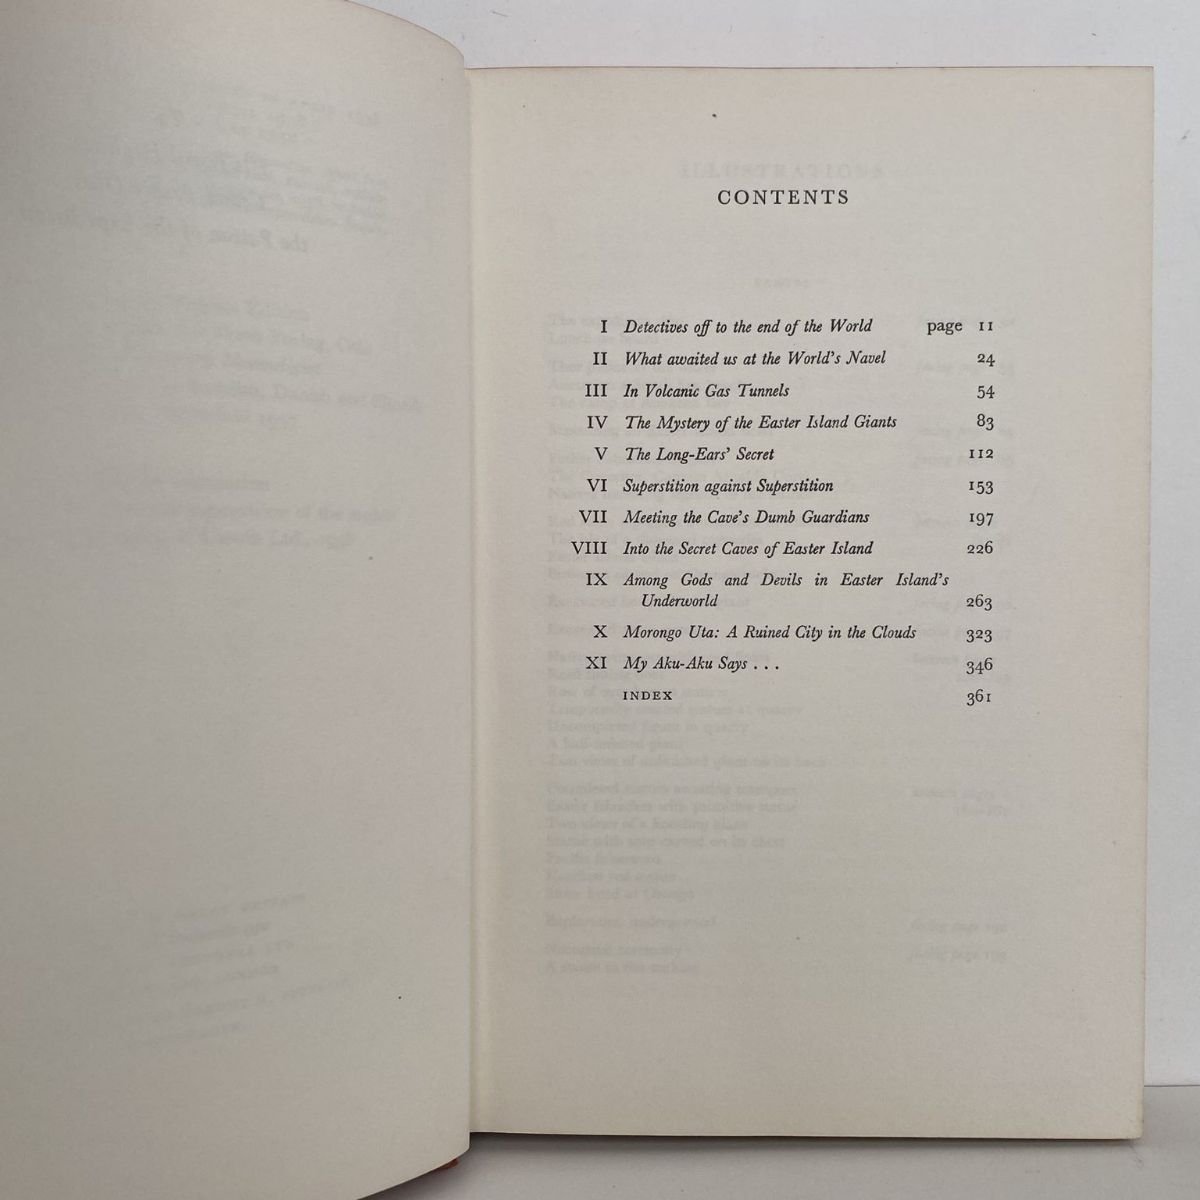 CONTENTS
I Detectives off to the end of the World page 11
II What awaited us at the World's Navel 24
III In Volcanic Gas Tunnels 54
IV The Mystery of the Easter Island Giants 83
V The Long-Ears' Secret 112
VI Superstition against Superstition 153
VII Meeting the Cave's Dumb Guardians 197
VIII Into the Secret Caves of Easter Island 226
IX Among Gods and Devils in Easter Island's
Underworld 263
X Morongo Uta: A Ruined City in the Clouds 323
XI My Aku-Aku Says . . . 346
INDEX 361